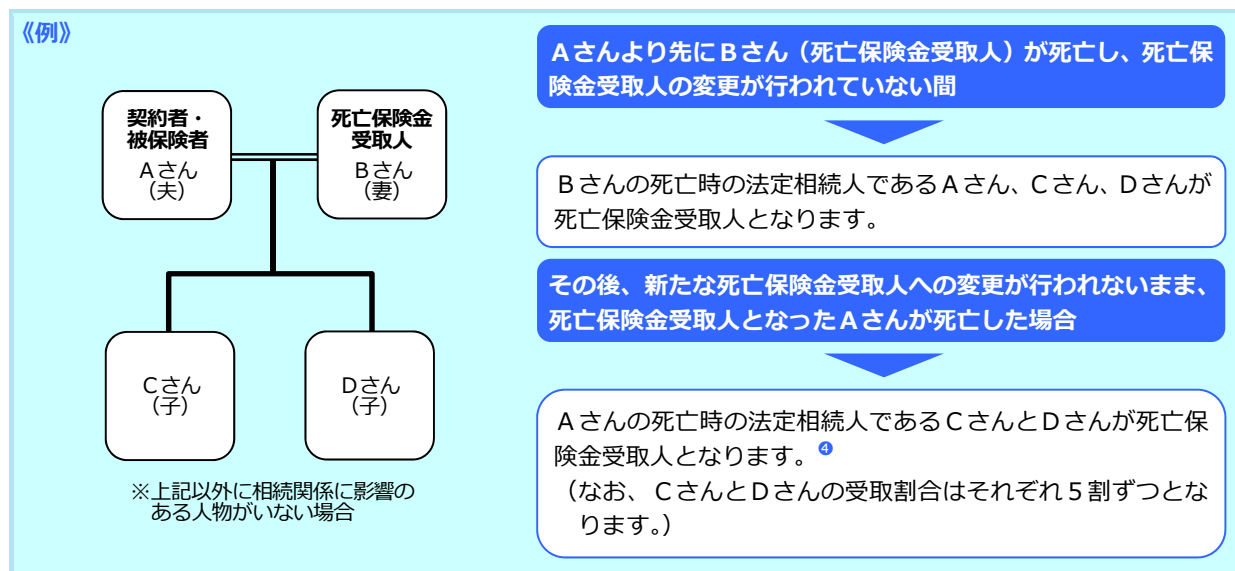 《例》
契約者・
被保険者
Aさん
（夫）
死亡保険金
受取人
Bさん
（妻）
Cさん
（子）
Dさん
（子）
※上記以外に相続関係に影響の
ある人物がいない場合
AさんよりAに先にBさん（死亡保険金受取人）が死亡し、死亡保
険金受取人の変更が行われていない間
Bさんの死亡時の法定相続人であるAさん、Cさん、Dさんが
死亡保険金受取人となります。
その後、新たな死亡保険金受取人への変更が行われないまま、
死亡保険金受取人となったAさんが死亡した場合
Aさんの死亡時の法定相続人であるCさんとDさんが死亡保
険金受取人となります。❹
（なお、CさんとDさんの受取割合はそれぞれ５割ずつとな
ります。）